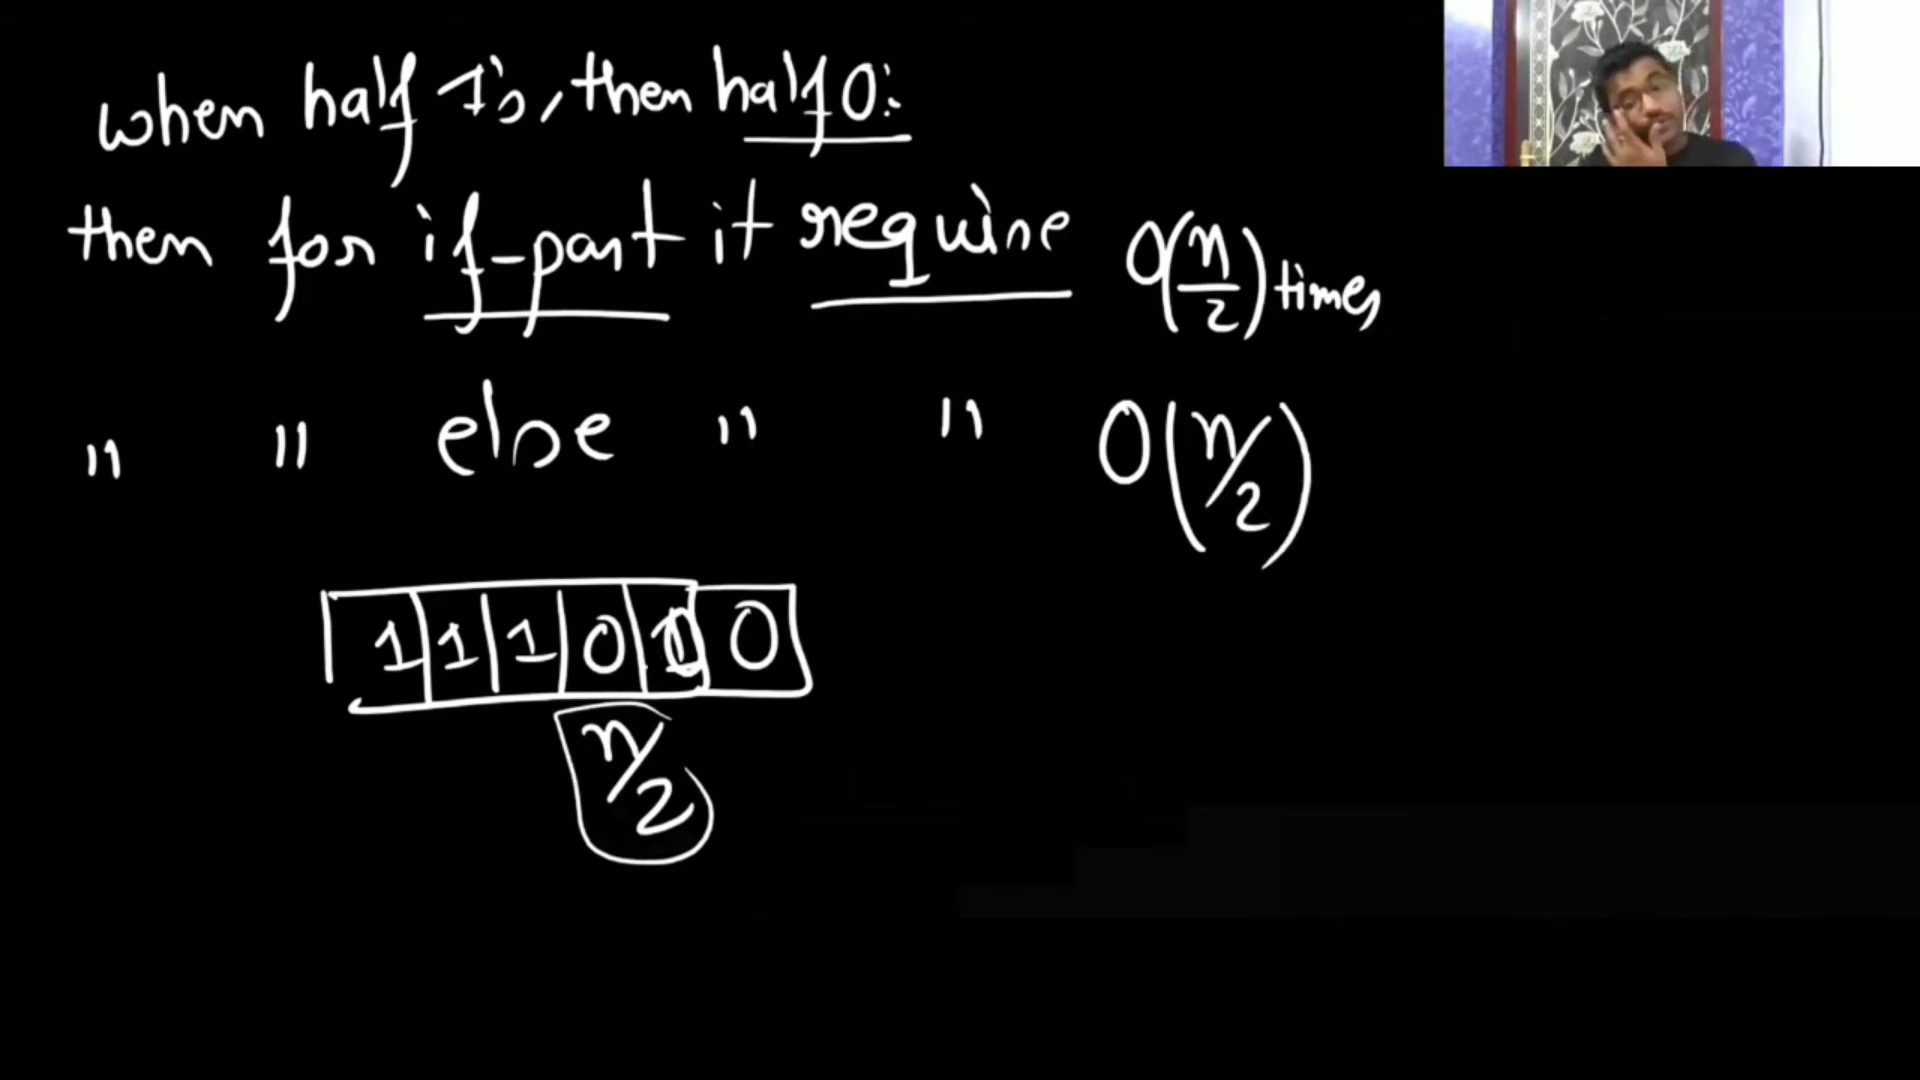 when half 1's, then half 0:
then for if-part it require O(n/2) times
" " else " " O(n/2)
1 1 1 0 0 0
n/2